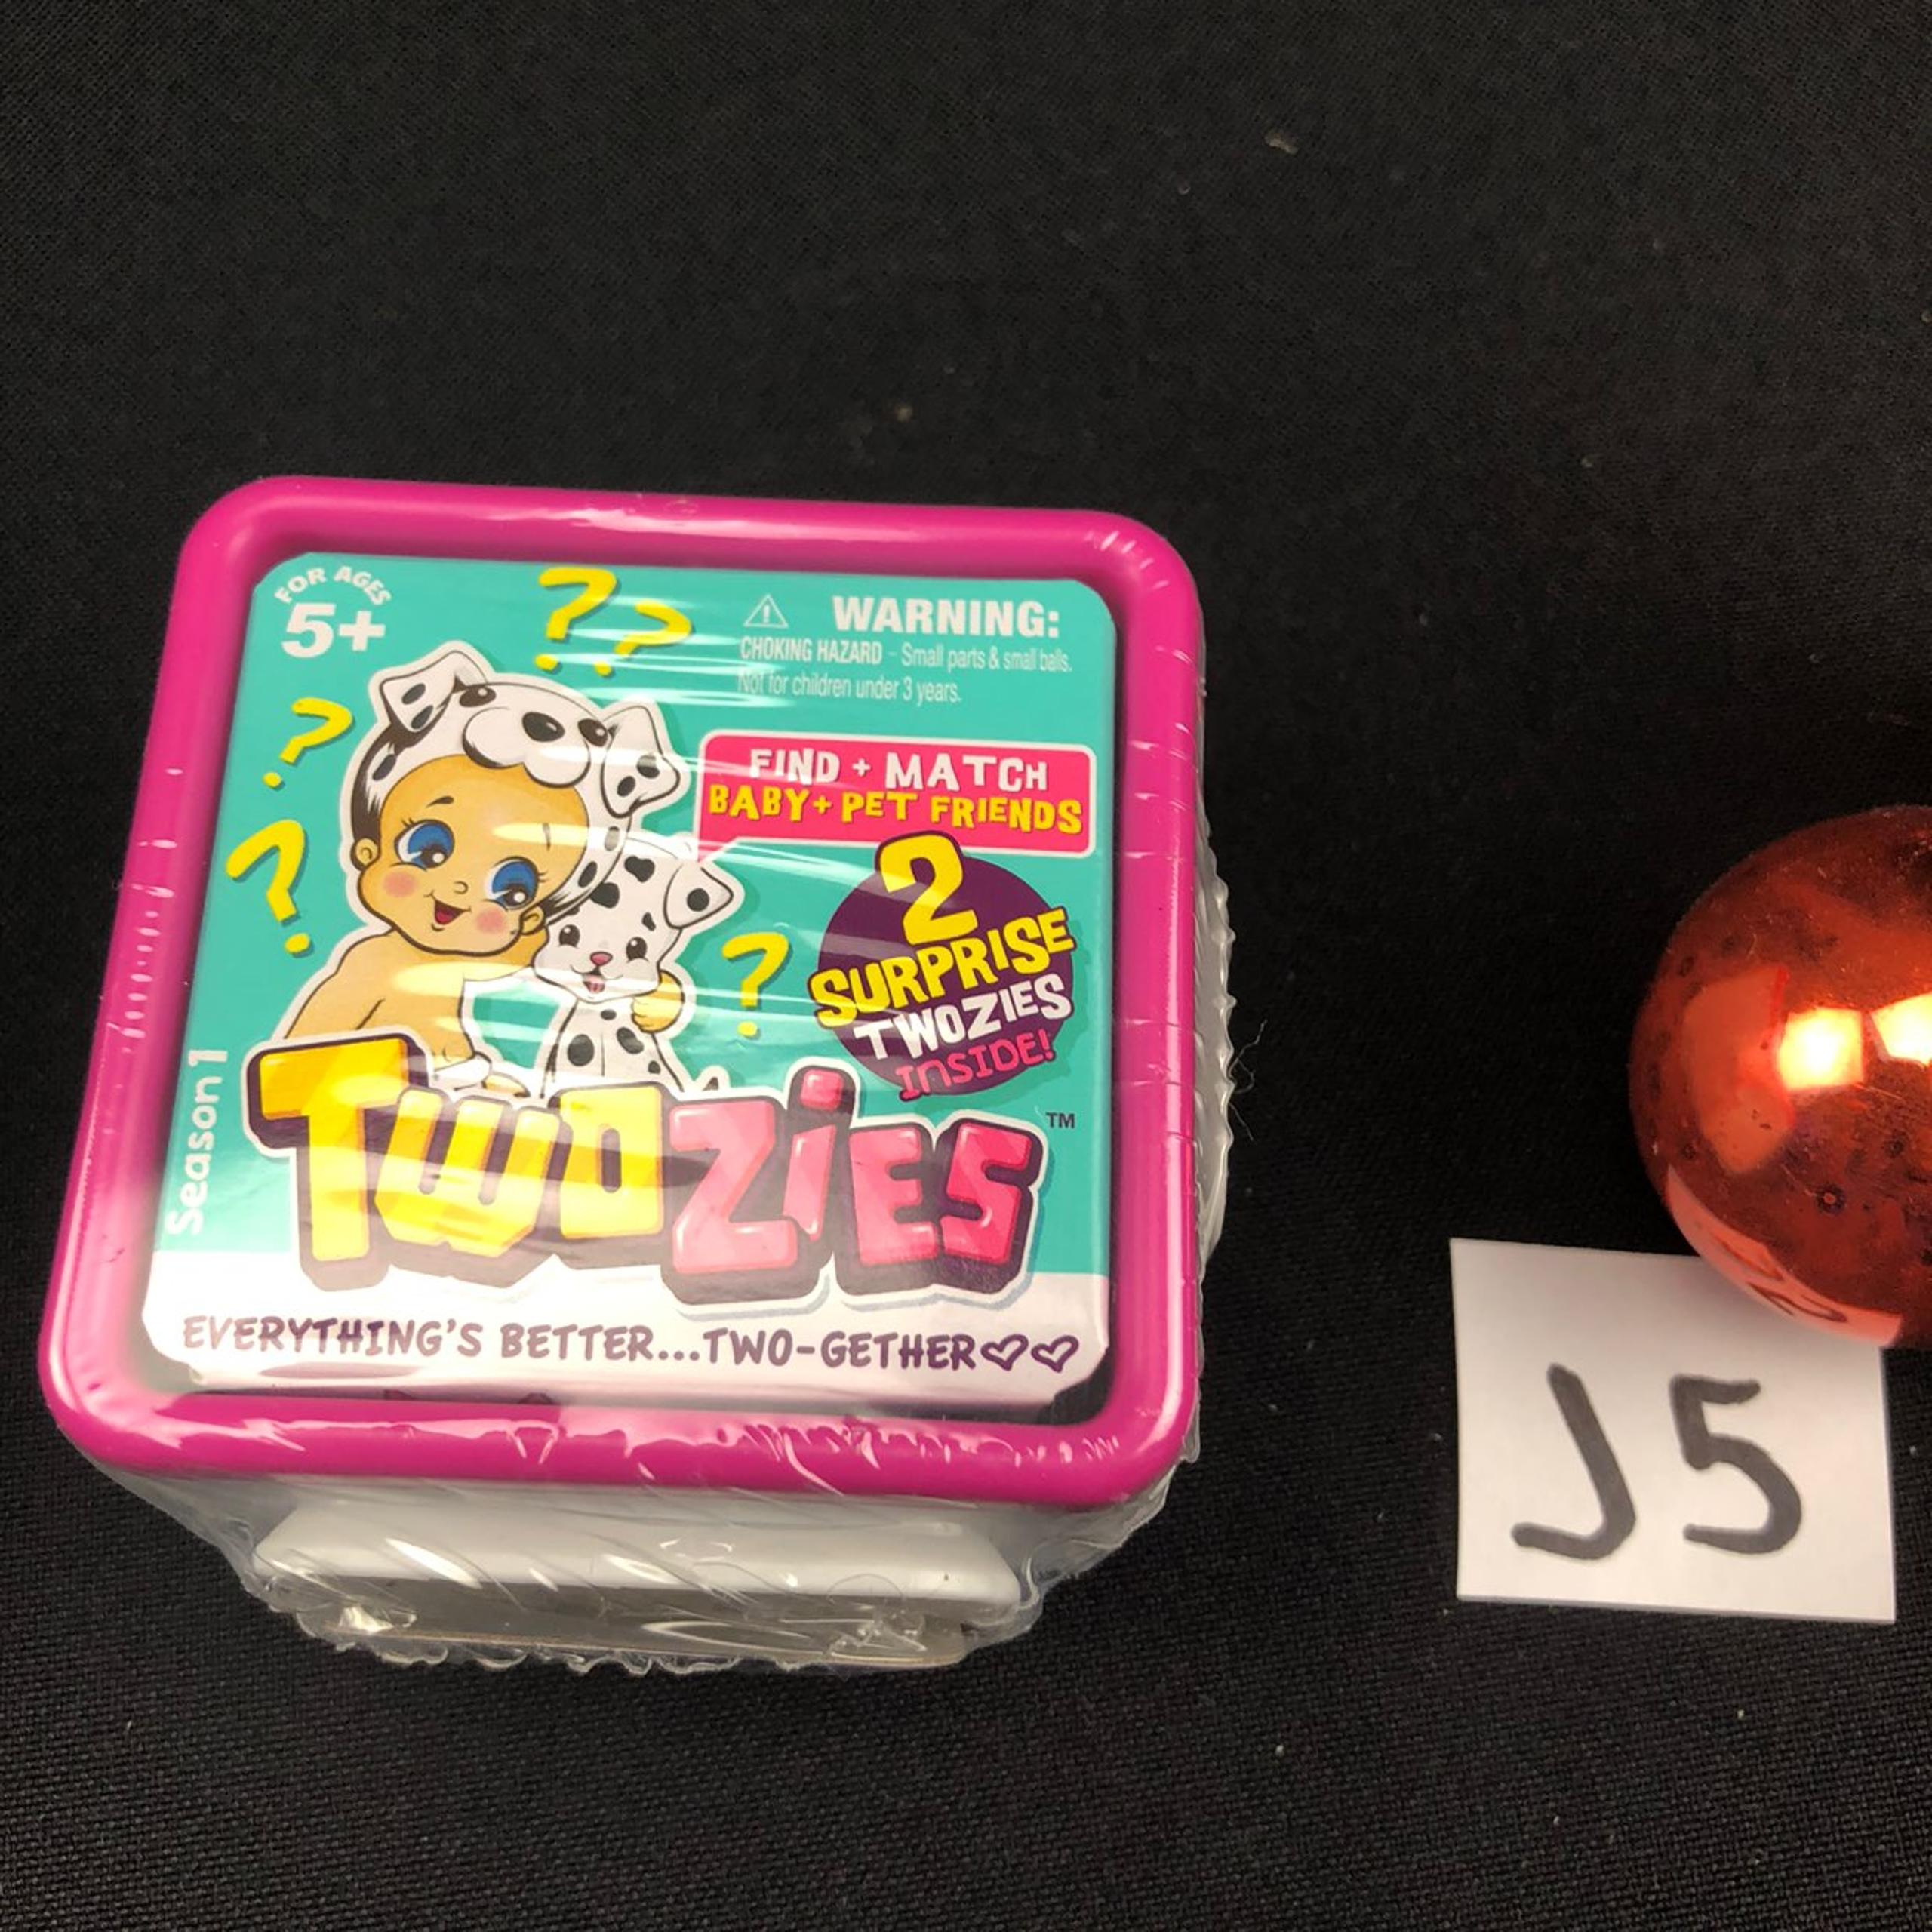 FOR AGES
5+
WARNING:
CHOKING HAZARD - Small parts & small balls.
Not for children under 3 years.
FIND + MATCH
BABY + PET FRIENDS
2
SURPRISE
TWOZIES
INSIDE!
Season 1
TWOZiES
TM
EVERYTHING'S BETTER...TWO-GETHER♡♡
J5